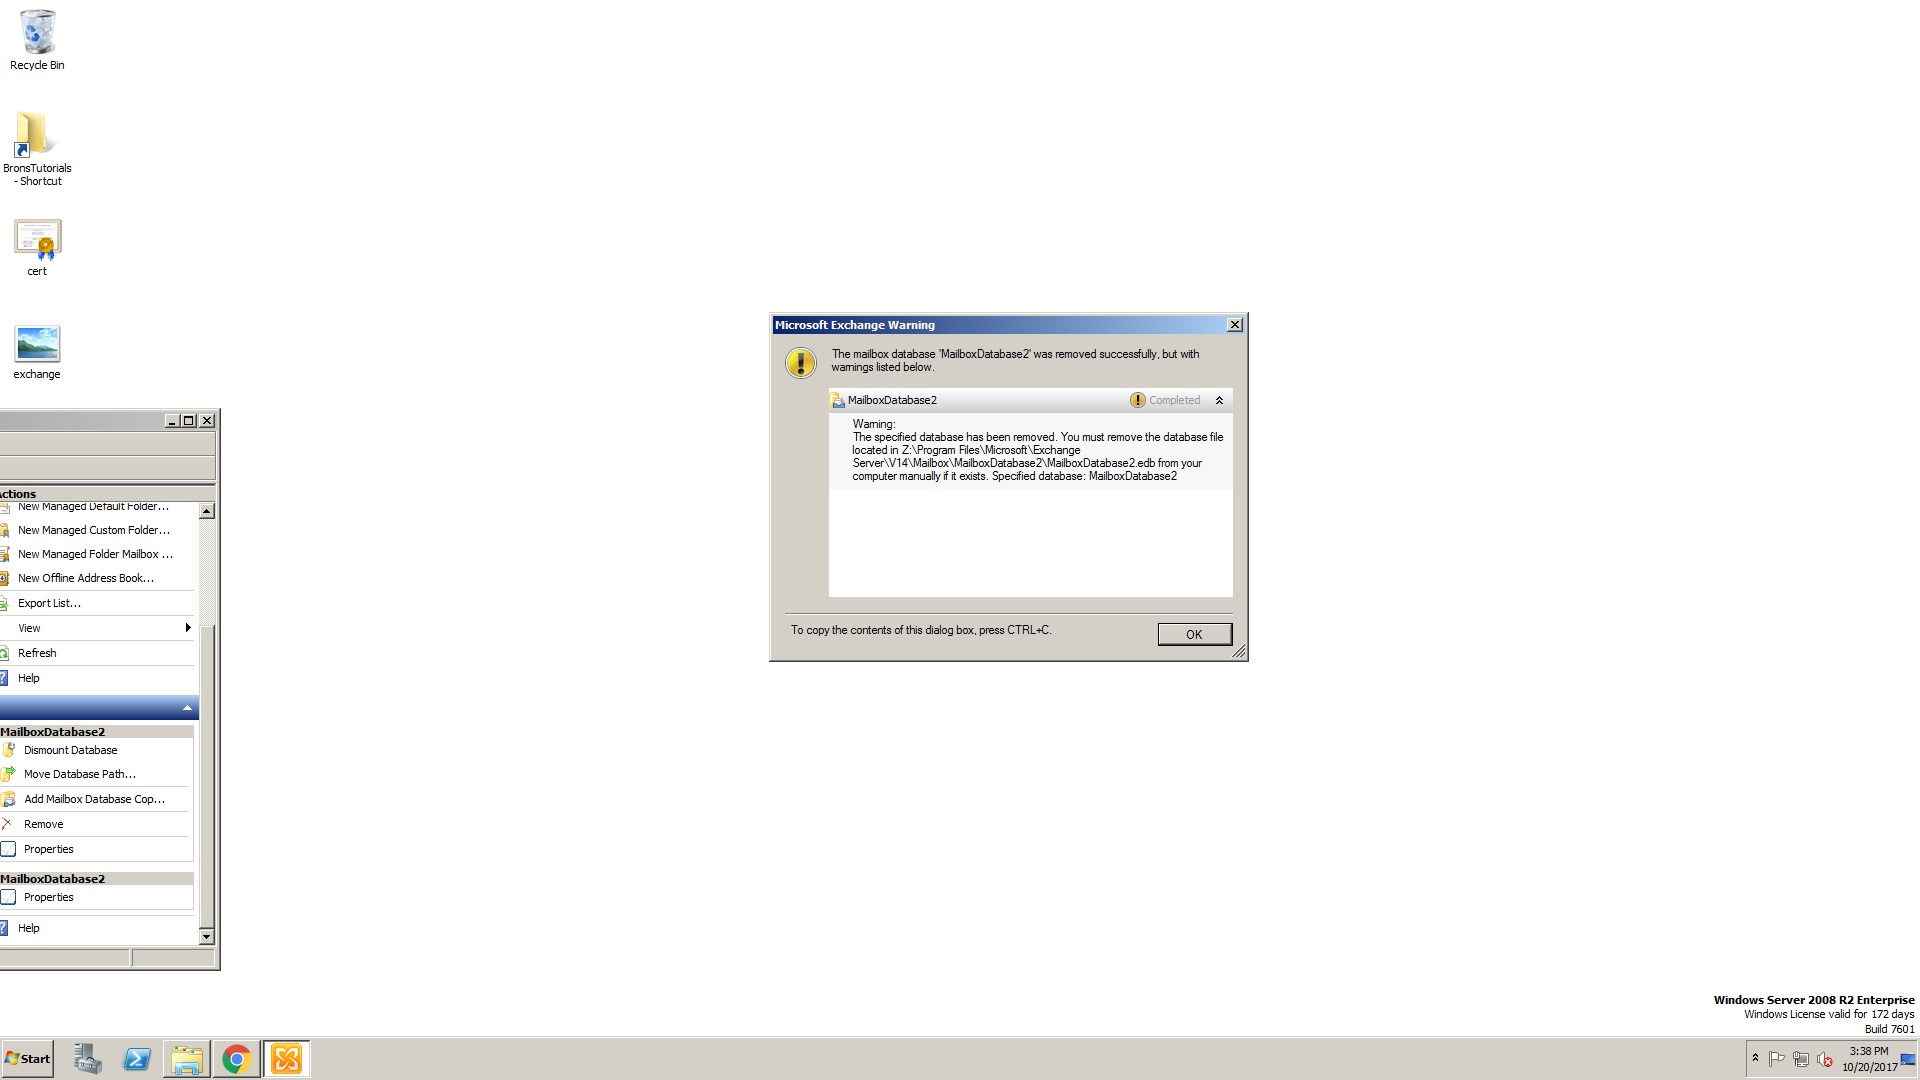 Recycle Bin
BronsTutorials
- Shortcut
cert
exchange
Actions
New Managed Default Folder...
New Managed Custom Folder...
New Managed Folder Mailbox ...
New Offline Address Book...
Export List...
View
Refresh
Help
MailboxDatabase2
Dismount Database
Move Database Path...
Add Mailbox Database Cop...
Remove
Properties
MailboxDatabase2
Properties
Help
Microsoft Exchange Warning
The mailbox database 'MailboxDatabase2' was removed successfully, but with
warnings listed below.
MailboxDatabase2
Completed
Warning:
The specified database has been removed. You must remove the database file
located in Z:\Program Files\Microsoft\Exchange
Server\V14\Mailbox\MailboxDatabase2\MailboxDatabase2.edb from your
computer manually if it exists. Specified database: MailboxDatabase2
To copy the contents of this dialog box, press CTRL+C.
OK
Windows Server 2008 R2 Enterprise
Windows License valid for 172 days
Build 7601
Start
3:38 PM
10/20/2017